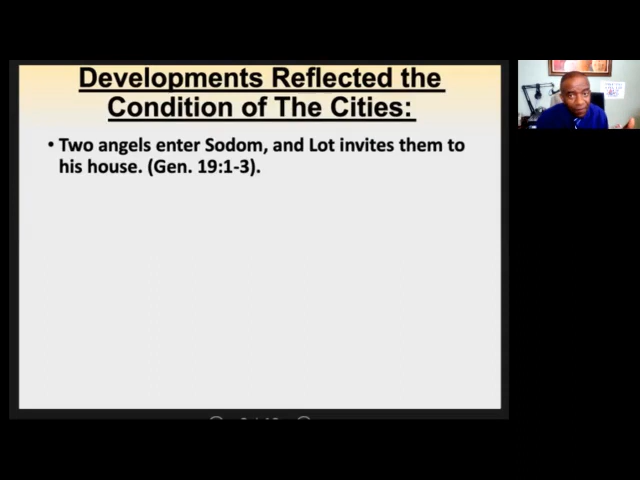 Developments Reflected the
Condition of The Cities:
• Two angels enter Sodom, and Lot invites them to
his house. (Gen. 19:1-3).